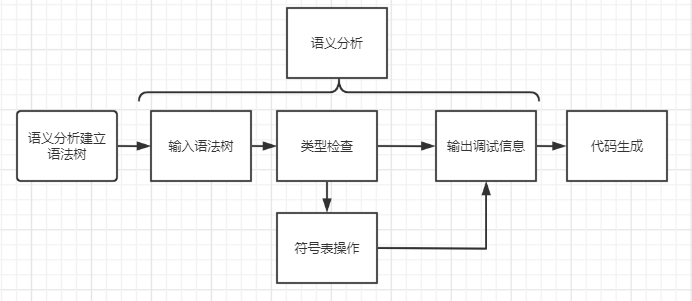 语义分析
语义分析建立
语法树
输入语法树
类型检查
输出调试信息
代码生成
符号表操作